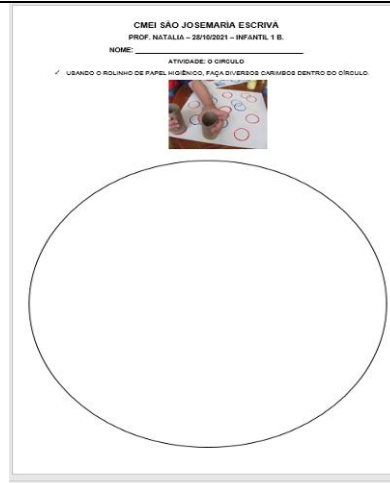 CMEI SÃO JOSEMARIA ESCRIVÁ
PROF. NATALIA – 28/10/2021 – INFANTIL 1 B.
NOME:
ATIVIDADE: O CIRCULO
✓ USANDO O ROLINHO DE PAPEL HIGIÊNICO, FAÇA DIVERSOS CARIMBOS DENTRO DO CÍRCULO.